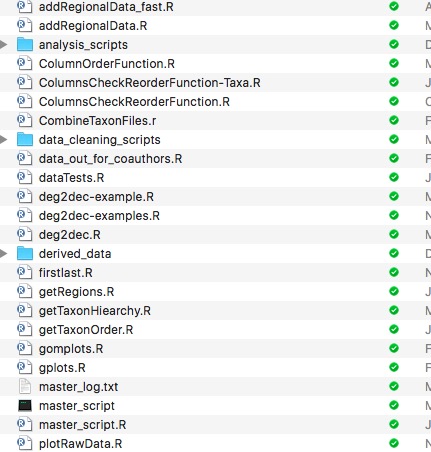 addRegionalData_fast.R
addRegionalData.R
analysis_scripts
ColumnOrderFunction.R
ColumnsCheckReorderFunction-Taxa.R
ColumnsCheckReorderFunction.R
CombineTaxonFiles.r
data_cleaning_scripts
data_out_for_coauthors.R
dataTests.R
deg2dec-example.R
deg2dec-examples.R
deg2dec.R
derived_data
firstlast.R
getRegions.R
getTaxonHiearchy.R
getTaxonOrder.R
gomplots.R
gplots.R
master_log.txt
master_script
master_script.R
plotRawData.R